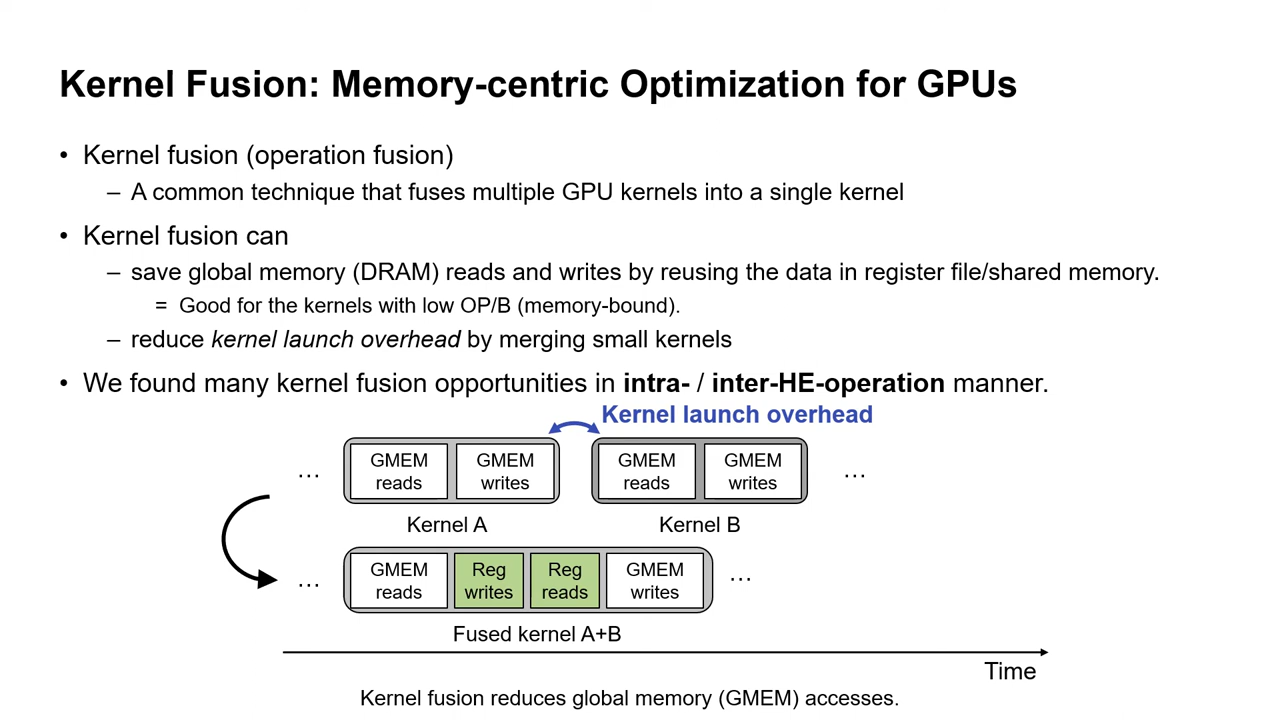 Kernel Fusion: Memory-centric Optimization for GPUs
• Kernel fusion (operation fusion)
– A common technique that fuses multiple GPU kernels into a single kernel
• Kernel fusion can
– save global memory (DRAM) reads and writes by reusing the data in register file/shared memory.
= Good for the kernels with low OP/B (memory-bound).
– reduce kernel launch overhead by merging small kernels
• We found many kernel fusion opportunities in intra- / inter-HE-operation manner.
Kernel launch overhead
… GMEM reads GMEM writes GMEM reads GMEM writes …
Kernel A Kernel B
… GMEM reads Reg writes Reg reads GMEM writes …
Fused kernel A+B
Time
Kernel fusion reduces global memory (GMEM) accesses.